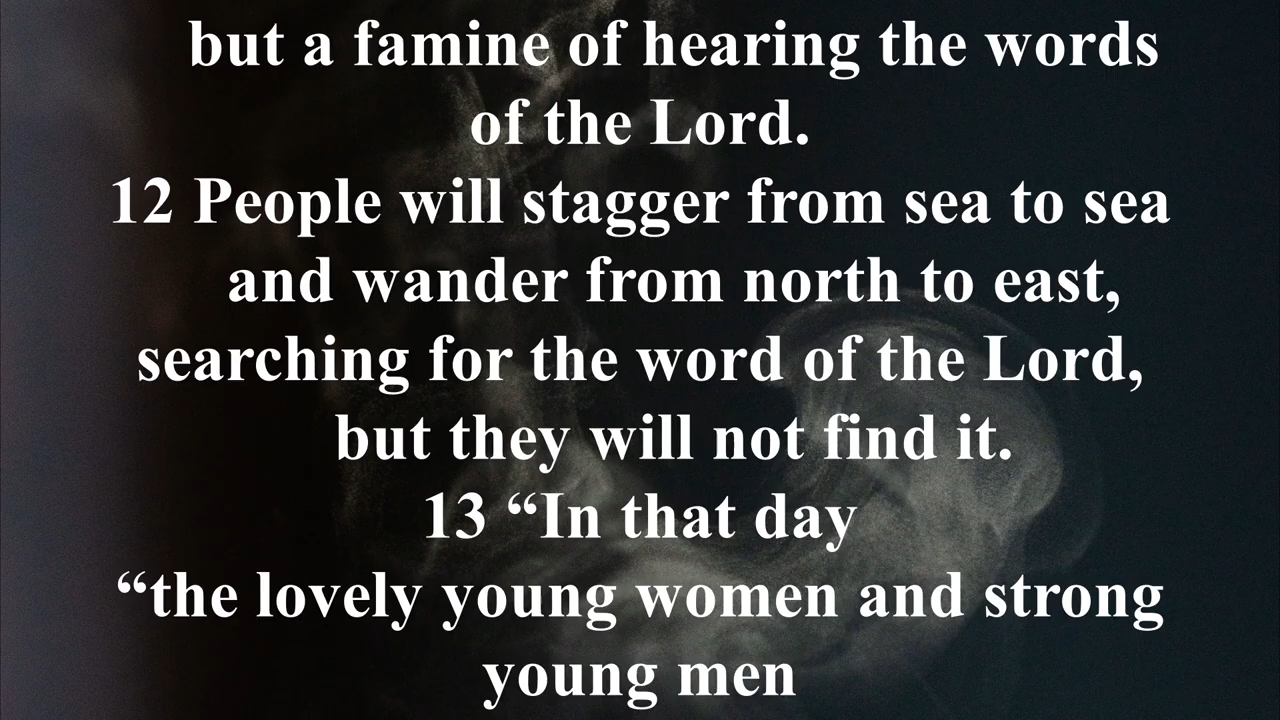 but a famine of hearing the words
of the Lord.
12 People will stagger from sea to sea
and wander from north to east,
searching for the word of the Lord,
but they will not find it.
13 “In that day
“the lovely young women and strong
young men